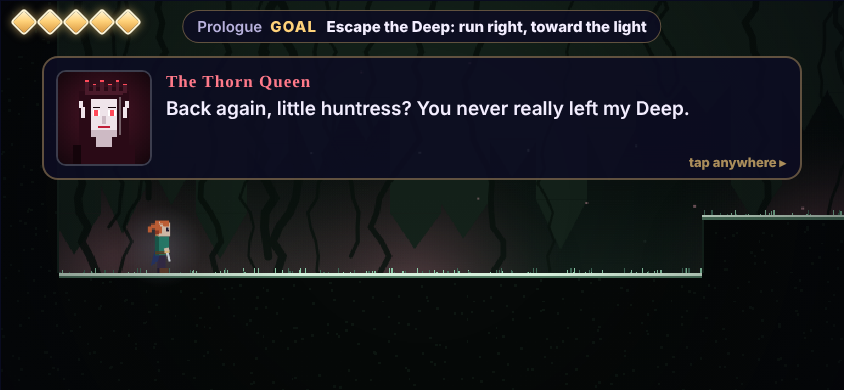 Prologue GOAL Escape the Deep: run right, toward the light
The Thorn Queen
Back again, little huntress? You never really left my Deep.
tap anywhere ▸